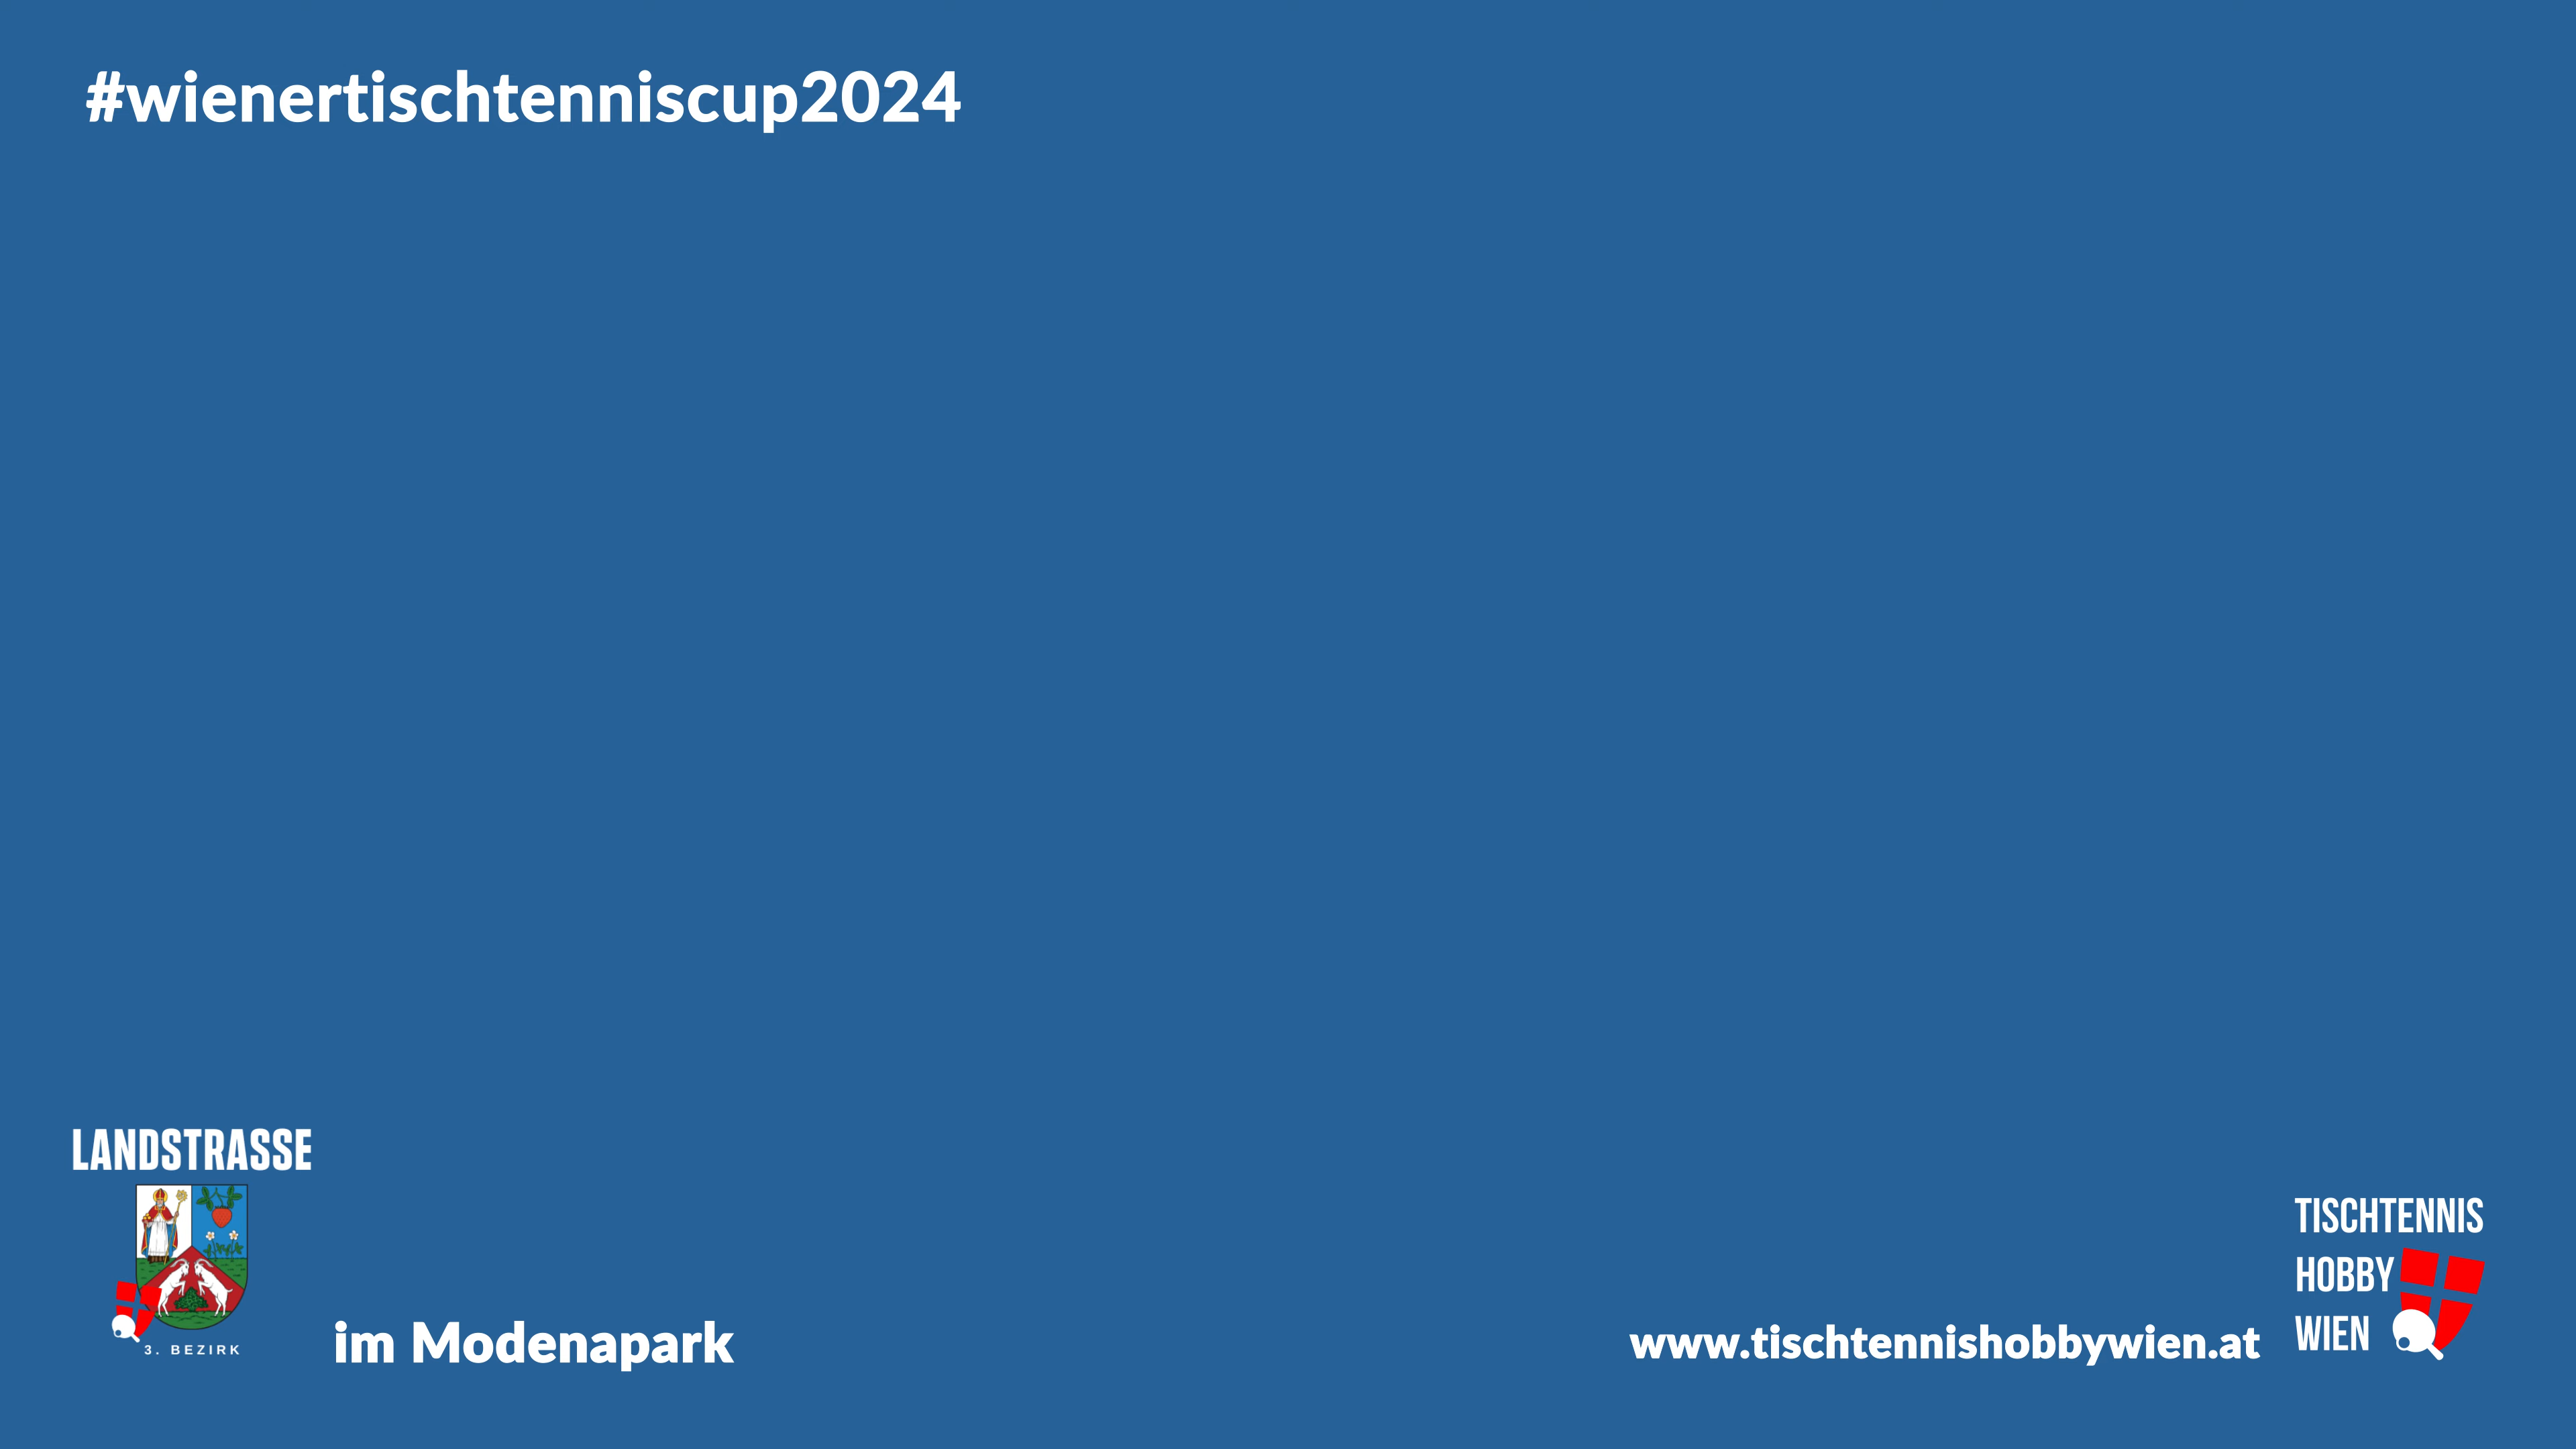 #wienertischtenniscup2024
LANDSTRASSE
3. BEZIRK
im Modenapark
www.tischtennishobbywien.at
TISCHTENNIS
HOBBY
WIEN